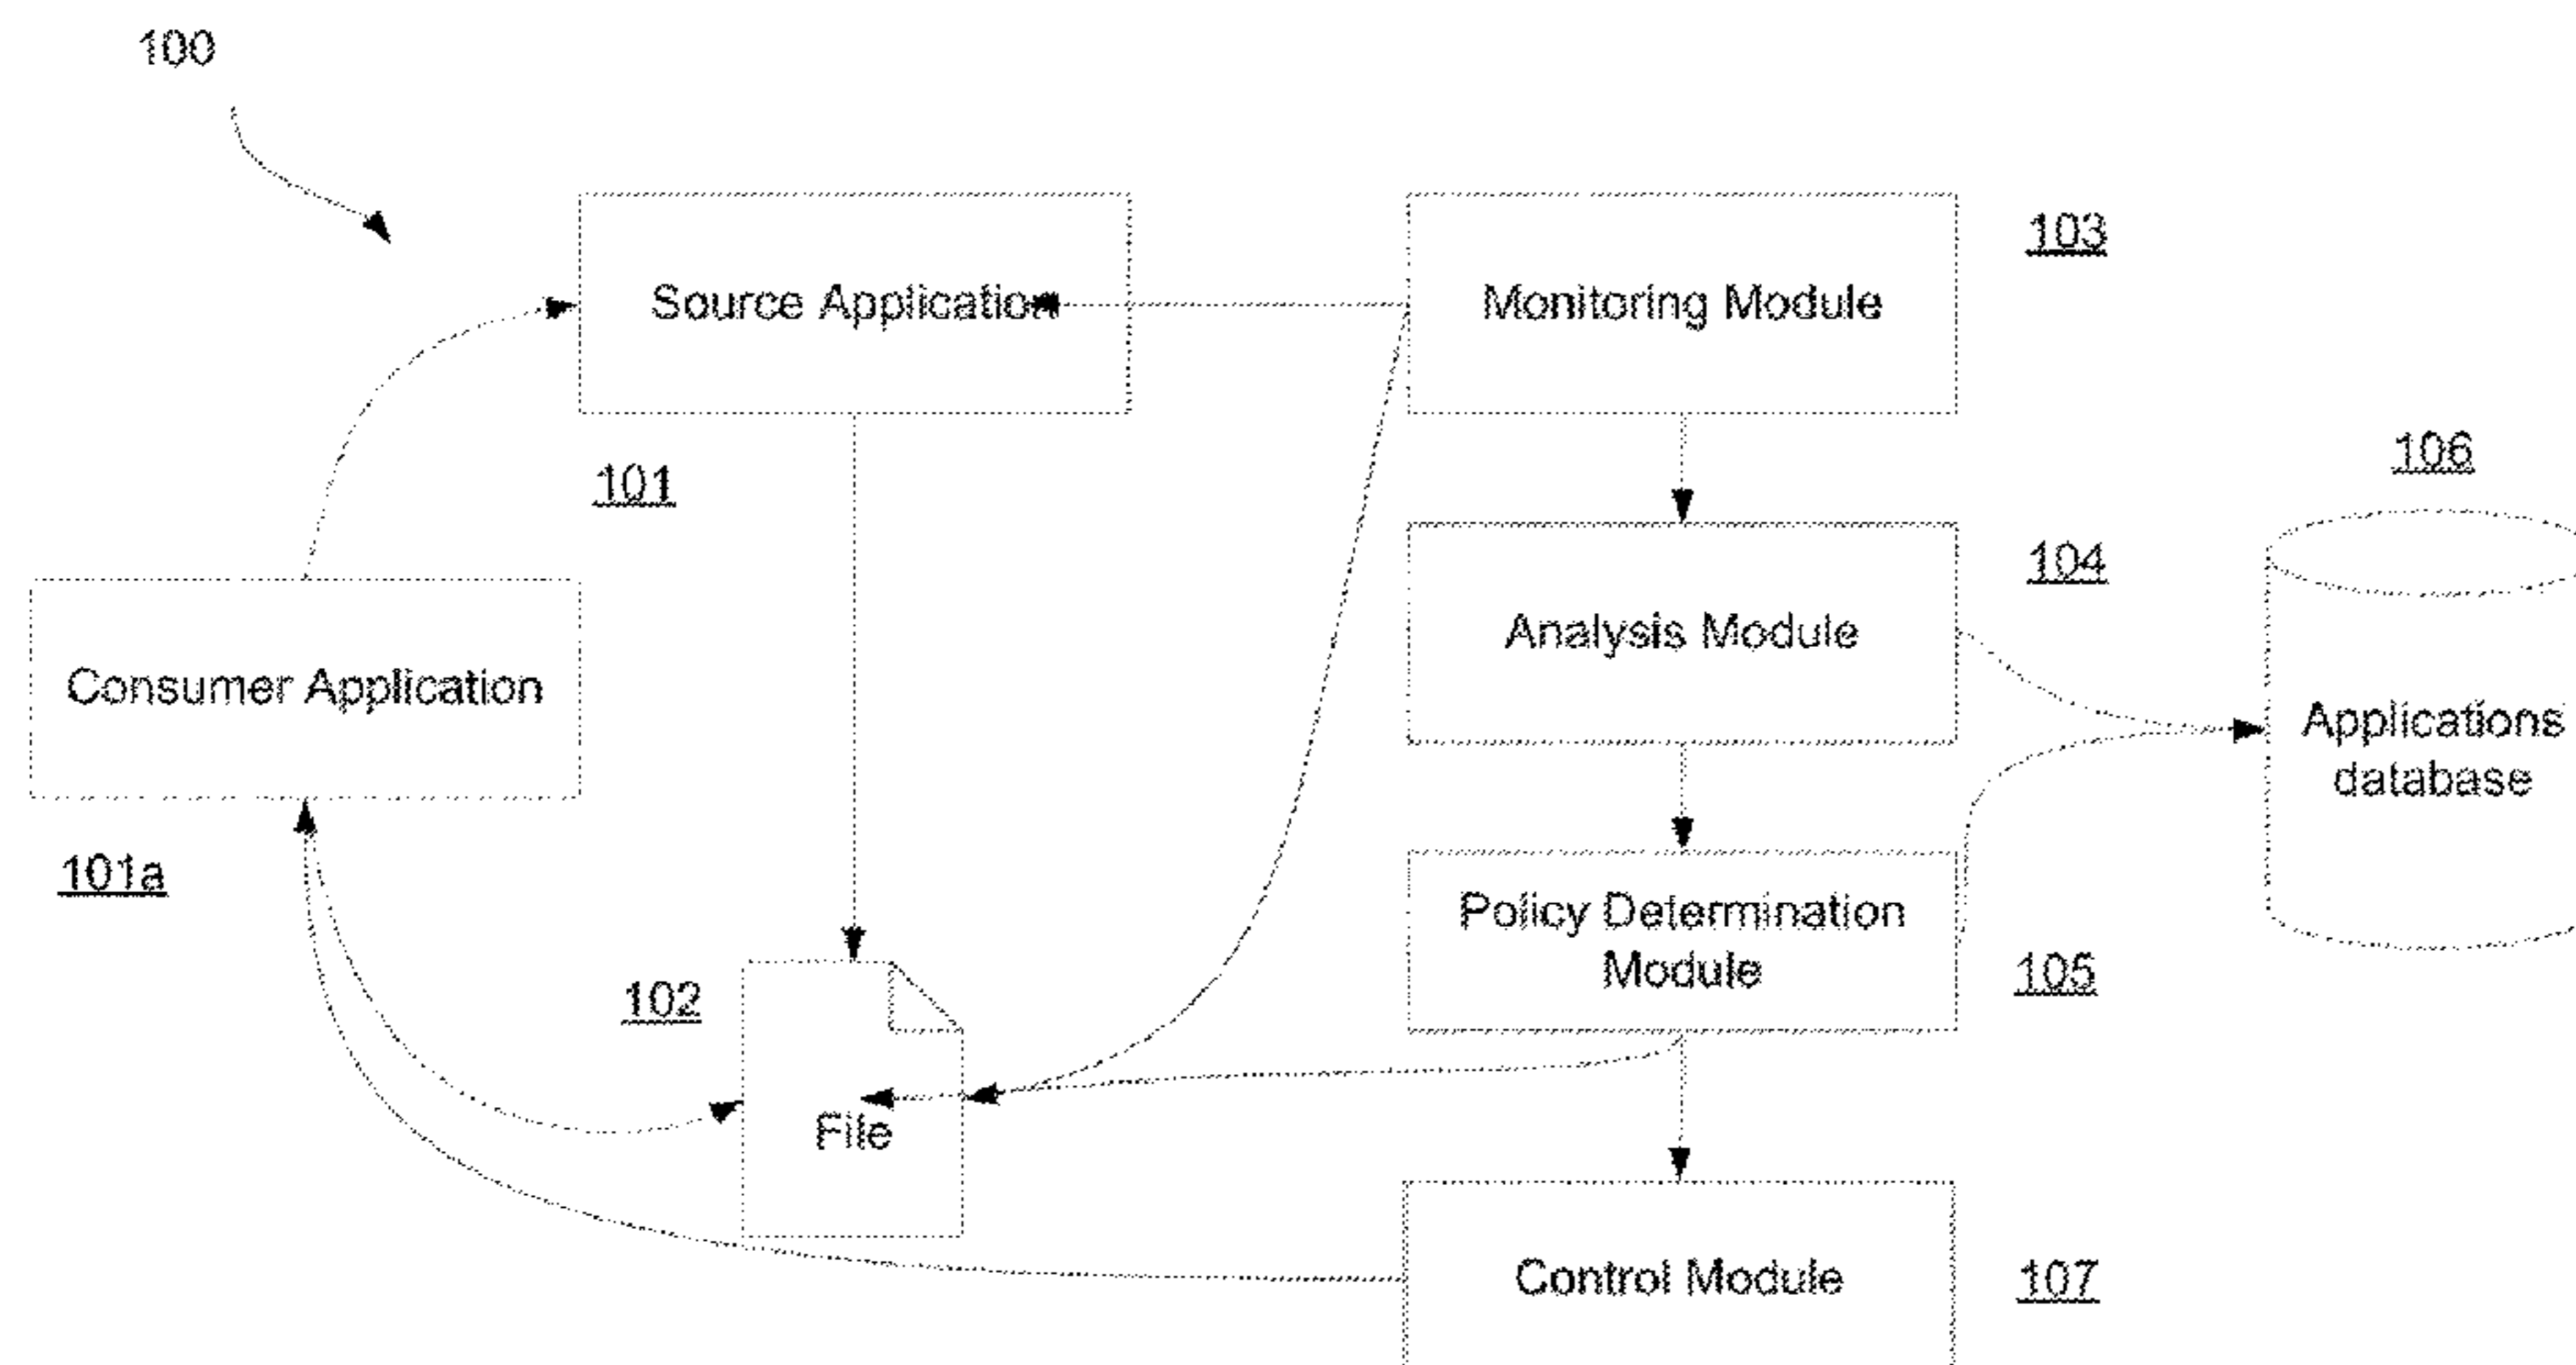 100
Source Application
Monitoring Module
103
101
106
Analysis Module
104
Consumer Application
Applications
database
101a
Policy Determination
Module
105
102
File
Control Module
107